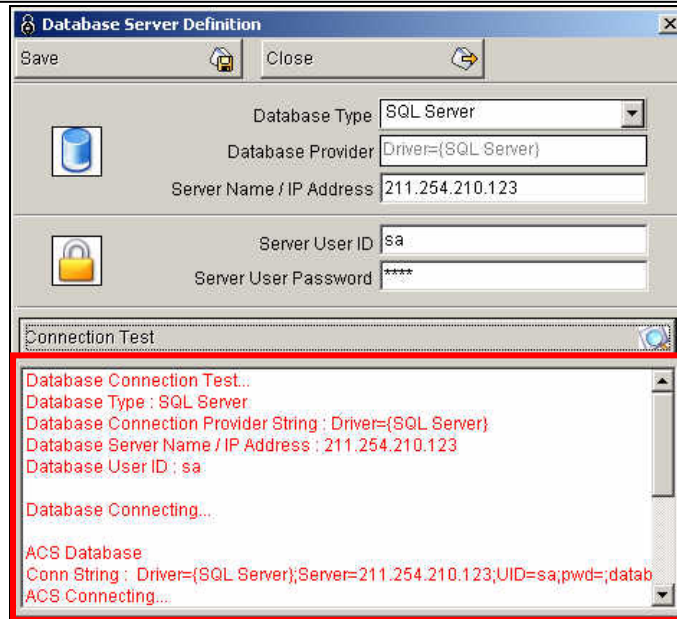 Database Server Definition
Save Close
Database Type SQL Server
Database Provider Driver={SQL Server}
Server Name / IP Address 211.254.210.123
Server User ID sa
Server User Password ****
Connection Test
Database Connection Test...
Database Type : SQL Server
Database Connection Provider String : Driver={SQL Server}
Database Server Name / IP Address : 211.254.210.123
Database User ID : sa
Database Connecting...
ACS Database
Conn String : Driver={SQL Server};Server=211.254.210.123;UID=sa;pwd=;datab
ACS Connecting...